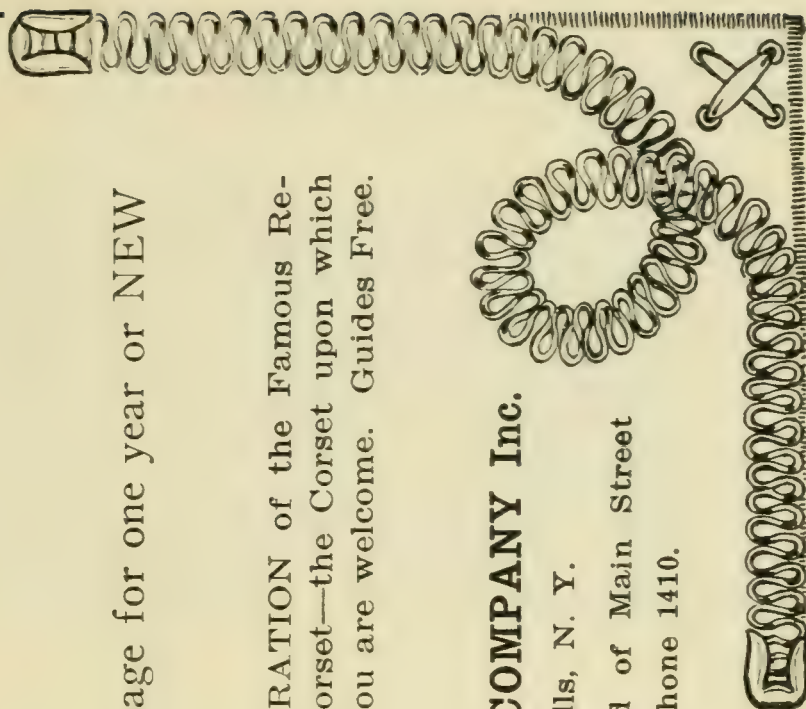 age for one year or NEW
RATION of the Famous Re-
orset—the Corset upon which
ou are welcome. Guides Free.
COMPANY Inc.
lls, N. Y.
d of Main Street
hone 1410.